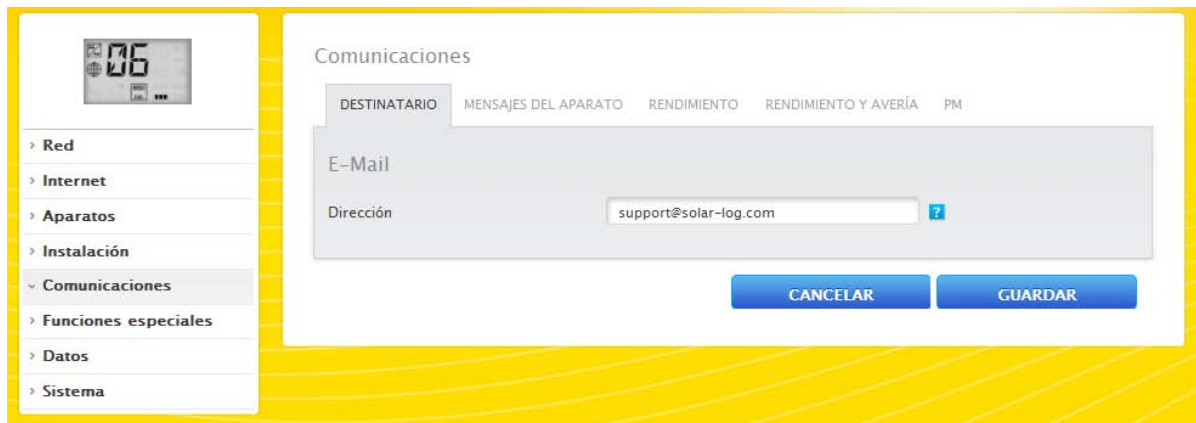 06
Red
Internet
Aparatos
Instalación
Comunicaciones
Funciones especiales
Datos
Sistema
Comunicaciones
DESTINATARIO MENSAJES DEL APARATO RENDIMIENTO RENDIMIENTO Y AVERÍA PM
E-Mail
Dirección support@solar-log.com ?
CANCELAR GUARDAR